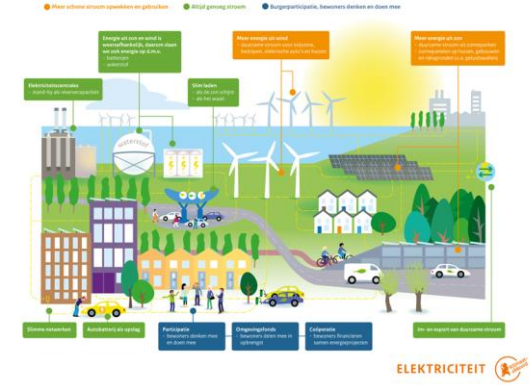 Meer schone stroom opwekken en gebruiken
Altijd genoeg stroom
Burgerparticipatie, bewoners denken en doen mee
Energie uit zon en wind is
weersafhankelijk, daarom slaan
we ook energie op d.m.v.
- batterijen
- waterstof
Meer energie uit wind
- duurzame stroom voor industrie,
bedrijven, elektrische auto's en huizen
Meer energie uit zon
- duurzame stroom uit zonneparken
- zonnepanelen op huizen, gebouwen
Elektriciteitscentrales
- stand-by als reservecapaciteit
Slim laden
- als de zon schijnt
- als het waait
waterstof
Slimme netwerken
Autobatterij als opslag
Participatie
- bewoners denken mee
en doen mee
Omgevingsfonds
- bewoners delen mee in
opbrengst
Coöperatie
- bewoners financieren
samen energieprojecten
Im- en export van duurzame stroom
ELEKTRICITEIT